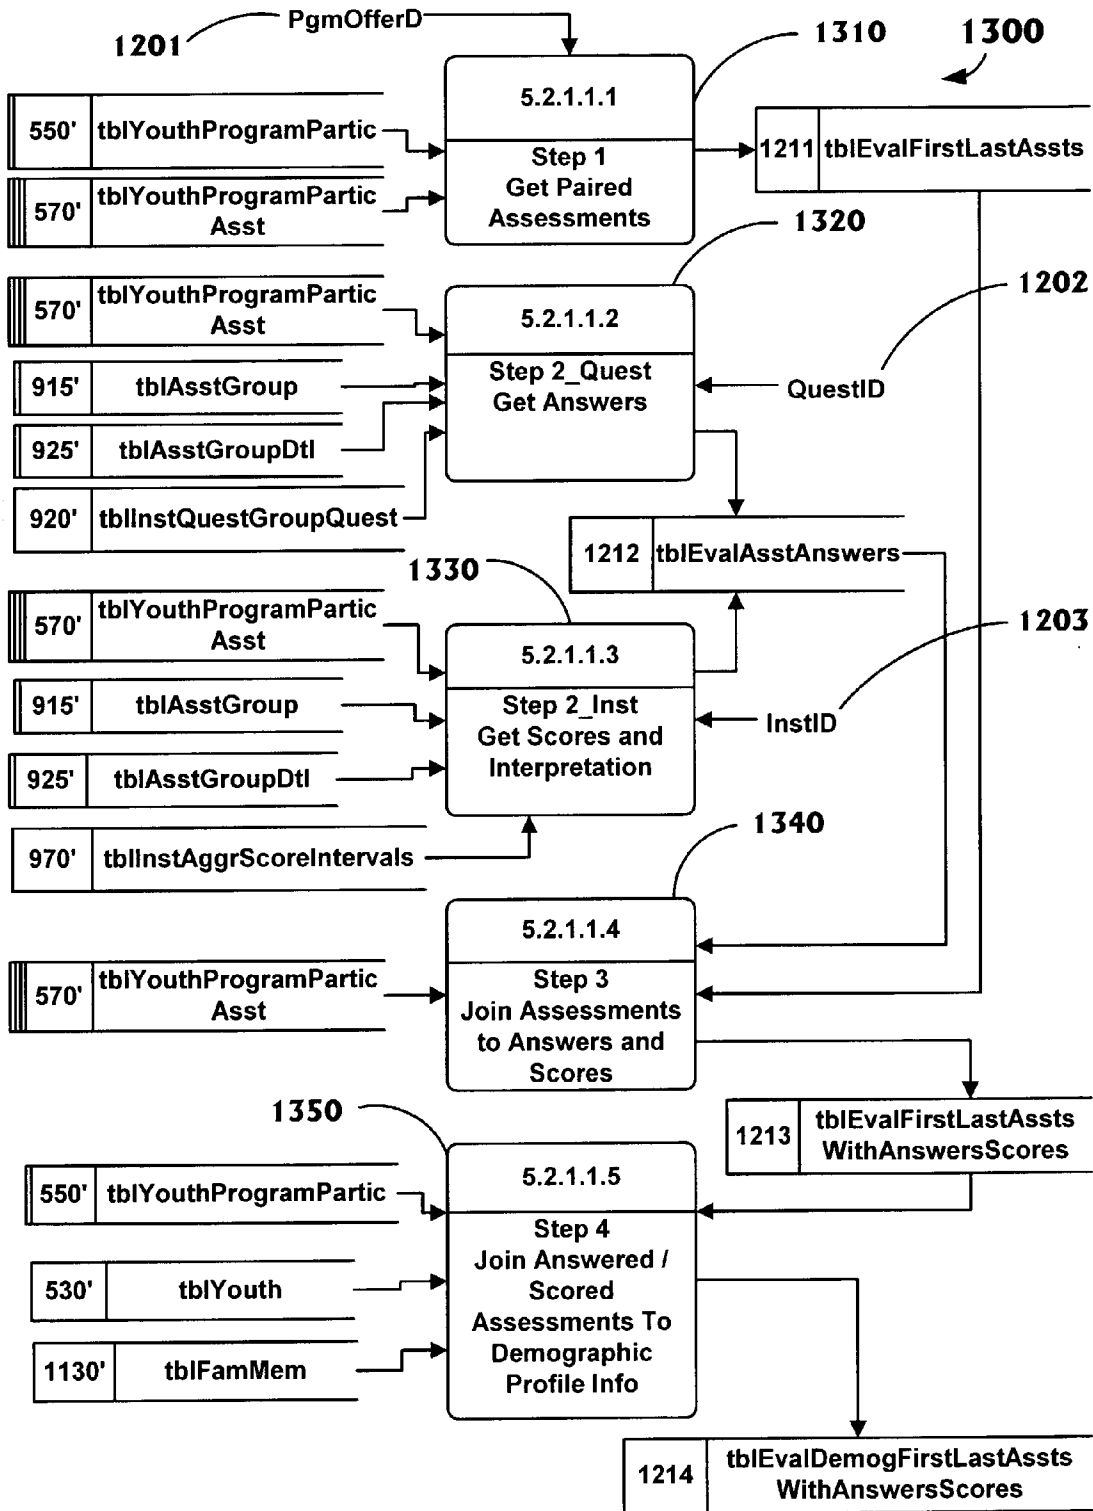 PgmOfferD
1201
1310
1300
5.2.1.1.1
Step 1
Get Paired
Assessments
550' tblYouthProgramPartic
570' tblYouthProgramPartic
Asst
1211 tblEvalFirstLastAssts
1320
570' tblYouthProgramPartic
Asst
5.2.1.1.2
Step 2_Quest
Get Answers
1202
QuestID
915' tblAsstGroup
925' tblAsstGroupDtl
920' tblInstQuestGroupQuest
1212 tblEvalAsstAnswers
1330
570' tblYouthProgramPartic
Asst
5.2.1.1.3
Step 2_Inst
Get Scores and
Interpretation
1203
InstID
915' tblAsstGroup
925' tblAsstGroupDtl
970' tblInstAggrScoreIntervals
1340
5.2.1.1.4
Step 3
Join Assessments
to Answers and
Scores
570' tblYouthProgramPartic
Asst
1213 tblEvalFirstLastAssts
WithAnswersScores
1350
5.2.1.1.5
Step 4
Join Answered /
Scored
Assessments To
Demographic
Profile Info
550' tblYouthProgramPartic
530' tblYouth
1130' tblFamMem
1214 tblEvalDemogFirstLastAssts
WithAnswersScores